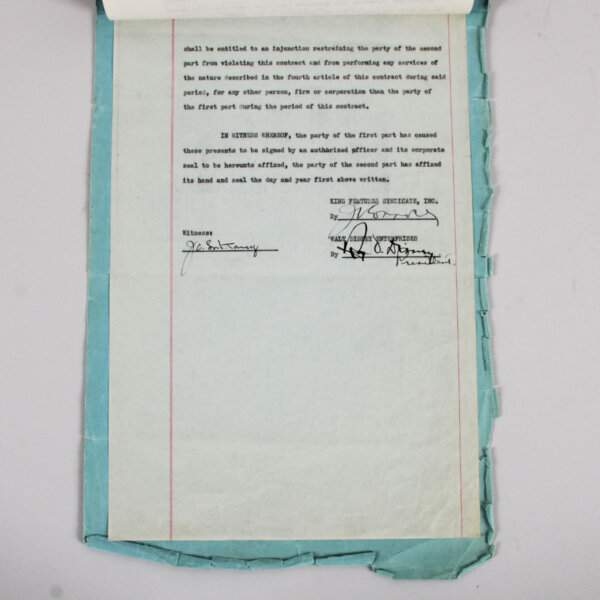 shall be entitled to an injunction restraining the party of the second
part from violating this contract and from performing any services of
the nature described in the fourth article of this contract during said
period, for any other person, firm or corporation than the party of
the first part during the period of this contract.
IN WITNESS WHEREOF, the party of the first part has caused
these presents to be signed by an authorized officer and its corporate
seal to be hereunto affixed, the party of the second part has affixed
its hand and seal the day and year first above written.
KING FEATURES SYNDICATE, INC.
By
Witness:
WALT DISNEY ENTERPRISES
By Roy O. Disney
President.